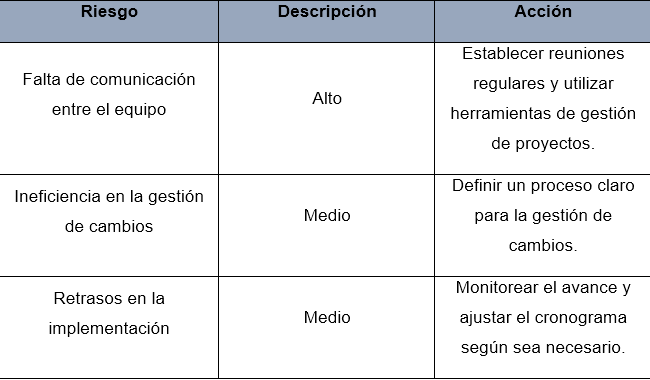 Riesgo Descripción Acción
Falta de comunicación
entre el equipo
Alto
Establecer reuniones
regulares y utilizar
herramientas de gestión
de proyectos.
Ineficiencia en la gestión
de cambios
Medio
Definir un proceso claro
para la gestión de
cambios.
Retrasos en la
implementación
Medio
Monitorear el avance y
ajustar el cronograma
según sea necesario.